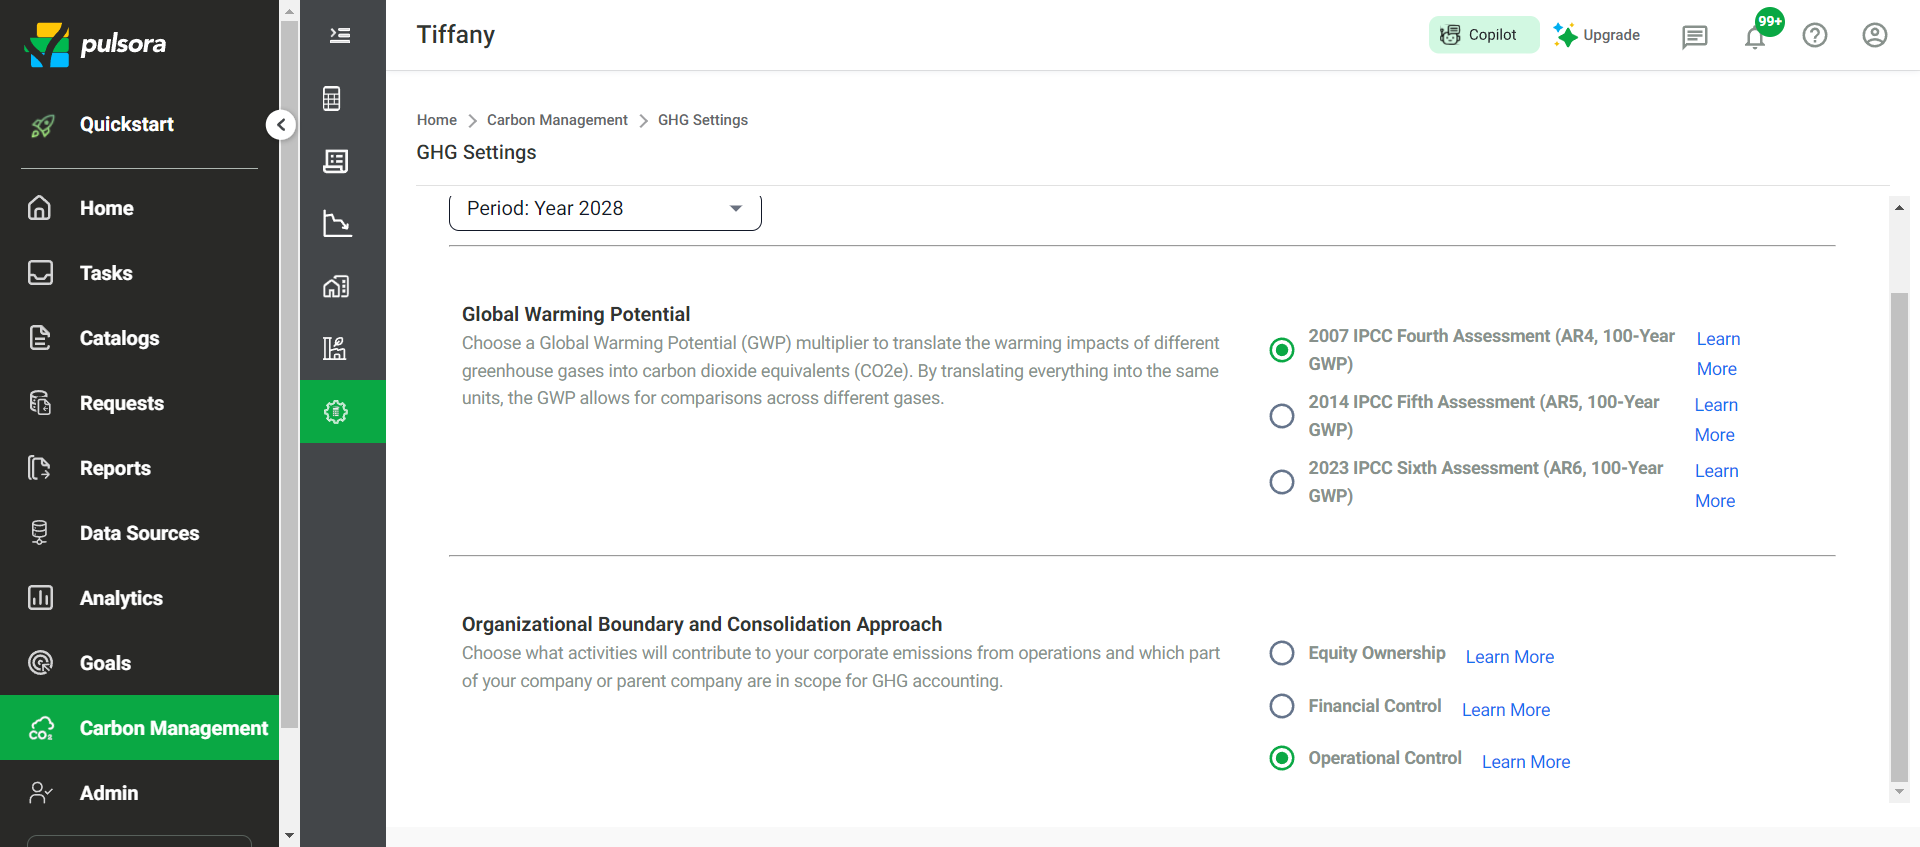 pulsora
Quickstart
Home
Tasks
Catalogs
Requests
Reports
Data Sources
Analytics
Goals
CO₂
Carbon Management
Admin
Tiffany
Copilot
Upgrade
99+
Home > Carbon Management > GHG Settings
GHG Settings
Period: Year 2028
Global Warming Potential
Choose a Global Warming Potential (GWP) multiplier to translate the warming impacts of different
greenhouse gases into carbon dioxide equivalents (CO2e). By translating everything into the same
units, the GWP allows for comparisons across different gases.
2007 IPCC Fourth Assessment (AR4, 100-Year
GWP)
Learn
More
2014 IPCC Fifth Assessment (AR5, 100-Year
GWP)
Learn
More
2023 IPCC Sixth Assessment (AR6, 100-Year
GWP)
Learn
More
Organizational Boundary and Consolidation Approach
Choose what activities will contribute to your corporate emissions from operations and which part
of your company or parent company are in scope for GHG accounting.
Equity Ownership Learn More
Financial Control Learn More
Operational Control Learn More